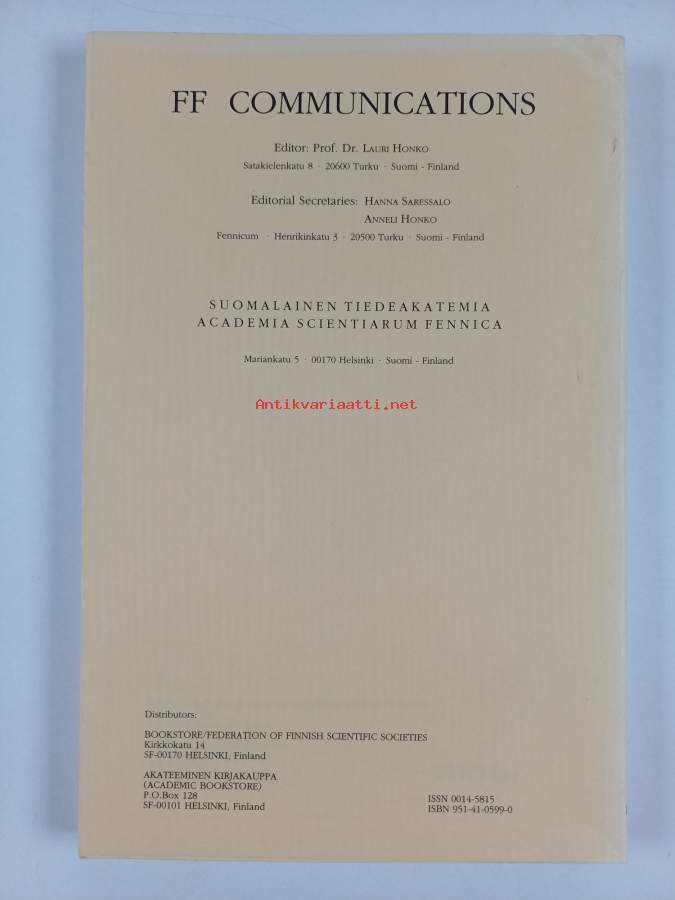 FF COMMUNICATIONS
Editor: Prof. Dr. LAURI HONKO
Satakielenkatu 8 · 20600 Turku · Suomi - Finland
Editorial Secretaries: HANNA SARESSALO
ANNELI HONKO
Fennicum · Henrikinkatu 3 · 20500 Turku · Suomi - Finland
SUOMALAINEN TIEDEAKATEMIA
ACADEMIA SCIENTIARUM FENNICA
Mariankatu 5 · 00170 Helsinki · Suomi - Finland
Antikvariaatti.net
Distributors:
BOOKSTORE/FEDERATION OF FINNISH SCIENTIFIC SOCIETIES
Kirkkokatu 14
SF-00170 HELSINKI, Finland
AKATEEMINEN KIRJAKAUPPA
(ACADEMIC BOOKSTORE)
P.O.Box 128
SF-00101 HELSINKI, Finland
ISSN 0014-5815
ISBN 951-41-0599-0